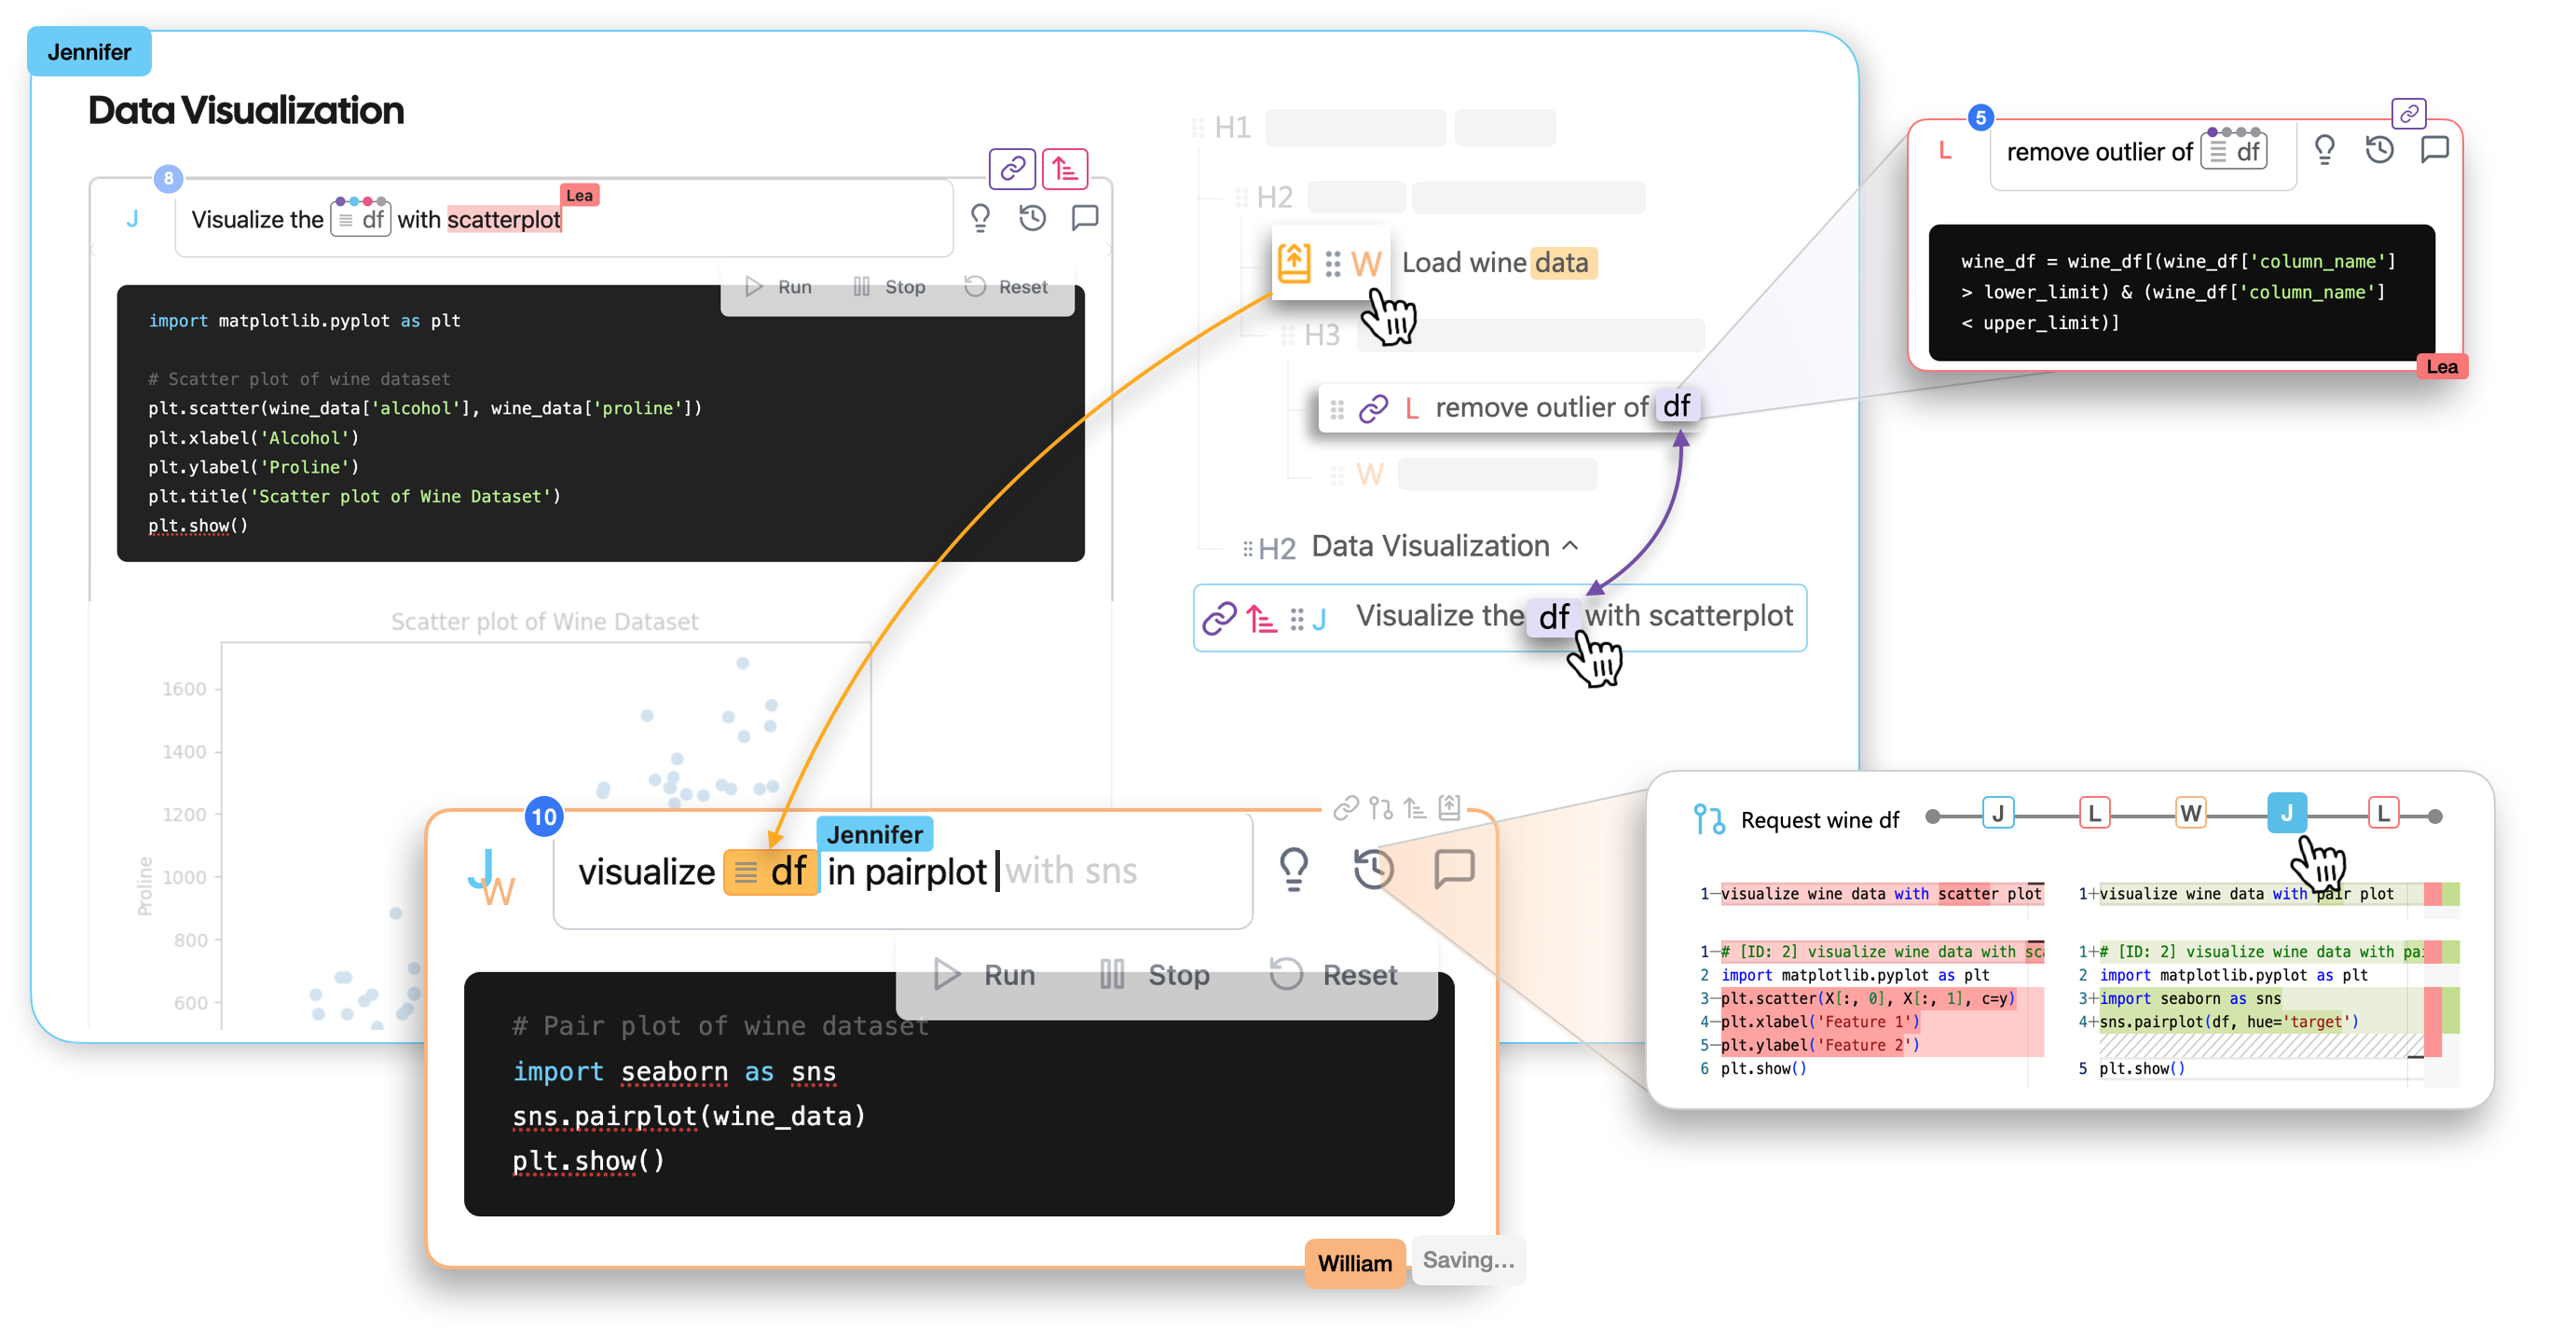 Jennifer
Data Visualization
8
J
Visualize the df with scatterplot
Lea
Run Stop Reset
import matplotlib.pyplot as plt
# Scatter plot of wine dataset
plt.scatter(wine_data['alcohol'], wine_data['proline'])
plt.xlabel('Alcohol')
plt.ylabel('Proline')
plt.title('Scatter plot of Wine Dataset')
plt.show()
Scatter plot of Wine Dataset
1600
1400
1200
1000
800
600
Proline
H1
H2
W Load wine data
H3
L remove outlier of df
W
H2 Data Visualization
J Visualize the df with scatterplot
5
L
remove outlier of df
wine_df = wine_df[(wine_df['column_name']
> lower_limit) & (wine_df['column_name']
< upper_limit)]
Lea
10
J
W
Jennifer
visualize df in pairplot with sns
Run Stop Reset
# Pair plot of wine dataset
import seaborn as sns
sns.pairplot(wine_data)
plt.show()
William
Saving...
Request wine df
J L W J L
1-visualize wine data with scatter plot
1-# [ID: 2] visualize wine data with sc
2 import matplotlib.pyplot as plt
3-plt.scatter(X[:, 0], X[:, 1], c=y)
4-plt.xlabel('Feature 1')
5-plt.ylabel('Feature 2')
6 plt.show()
1+visualize wine data with pair plot
1+# [ID: 2] visualize wine data with pa
2 import matplotlib.pyplot as plt
3+import seaborn as sns
4+sns.pairplot(df, hue='target')
5 plt.show()